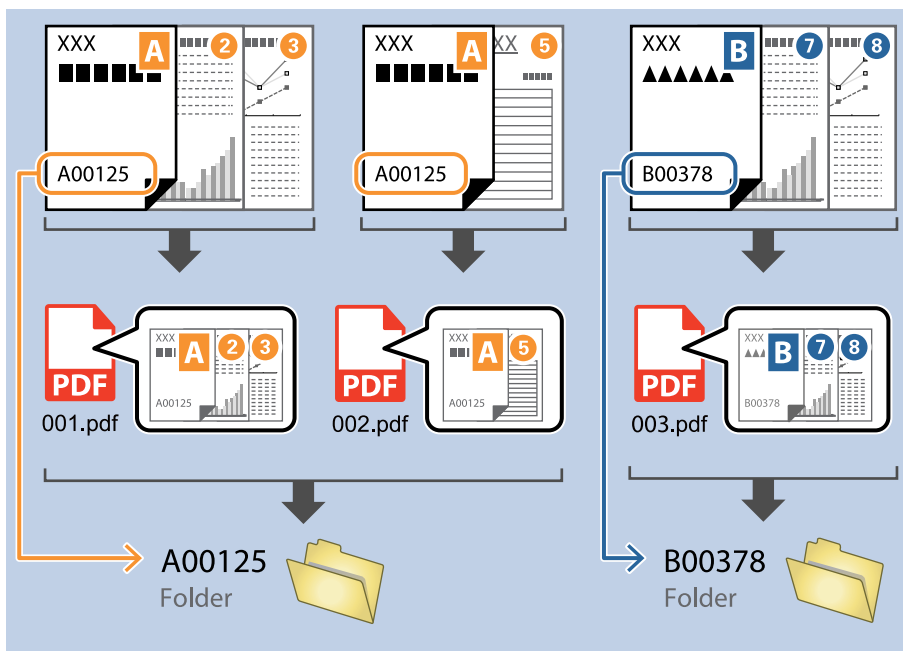 XXX A 2 3
A00125
XXX A XX 5
A00125
XXX B 7 8
B00378
PDF
001.pdf
XXX A 2 3
A00125
PDF
002.pdf
XXX A 5
A00125
PDF
003.pdf
XXX B 7 8
B00378
A00125
Folder
B00378
Folder